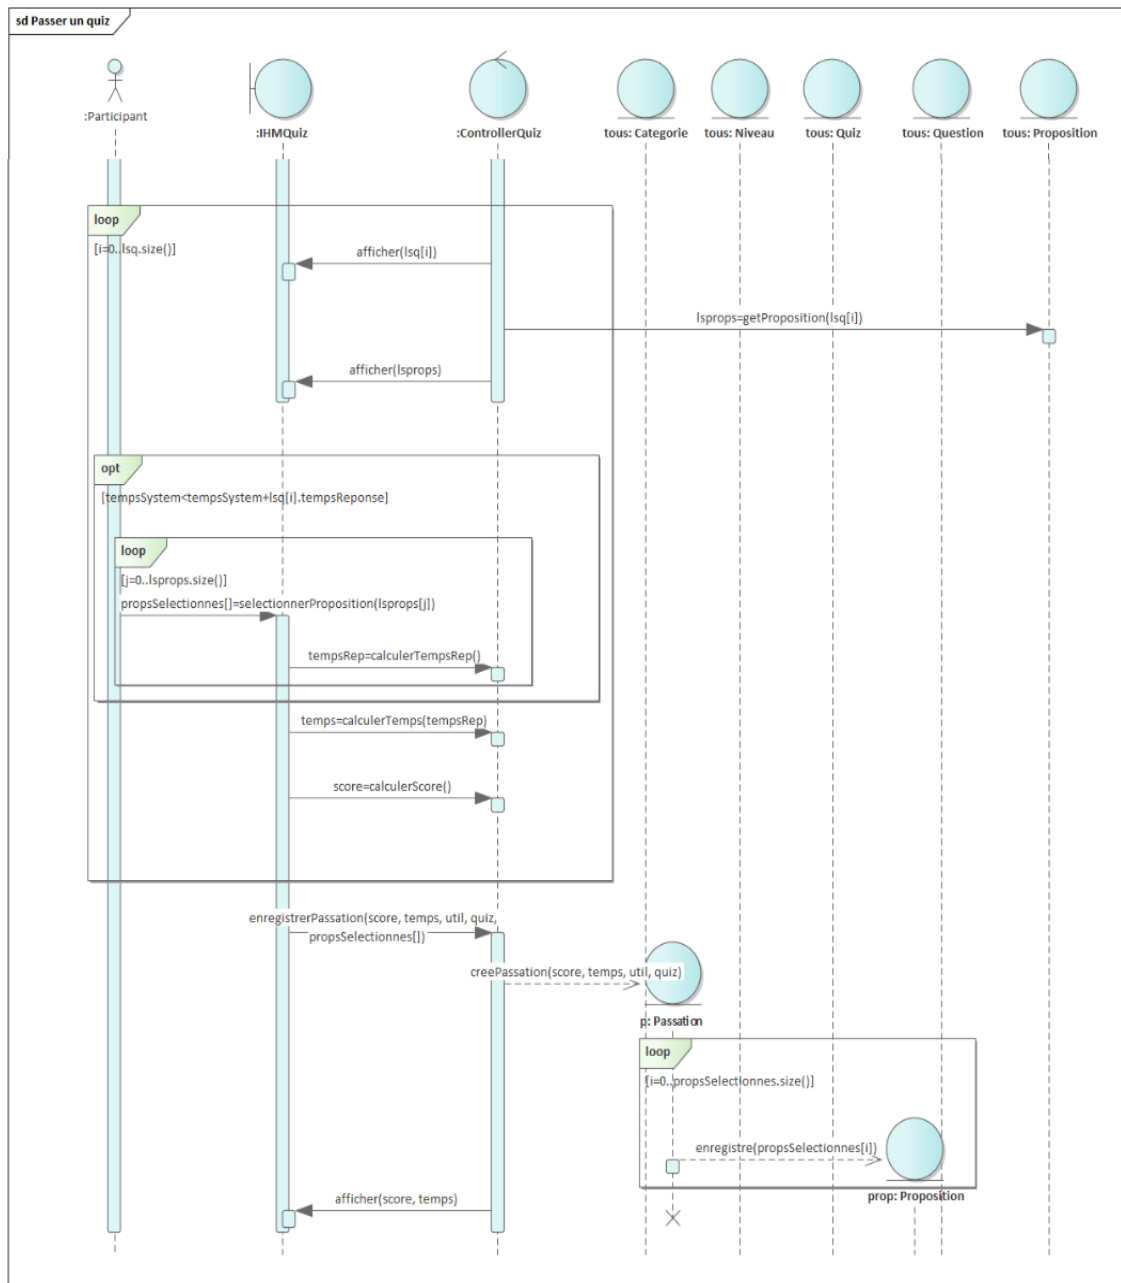 sd Passer un quiz
:Participant
:IHMQuiz
:ControllerQuiz
tous: Categorie
tous: Niveau
tous: Quiz
tous: Question
tous: Proposition
loop
[i=0..lsq.size()]
afficher(lsq[i])
lsprops=getProposition(lsq[i])
afficher(lsprops)
opt
[tempsSystem<tempsSystem+lsq[i].tempsReponse]
loop
[j=0..lsprops.size()]
propsSelectionnes[]=selectionnerProposition(lsprops[j])
tempsRep=calculerTempsRep()
temps=calculerTemps(tempsRep)
score=calculerScore()
enregistrerPassation(score, temps, util, quiz,
propsSelectionnes[])
creePassation(score, temps, util, quiz)
p: Passation
loop
[i=0..propsSelectionnes.size()]
enregistre(propsSelectionnes[i])
prop: Proposition
afficher(score, temps)